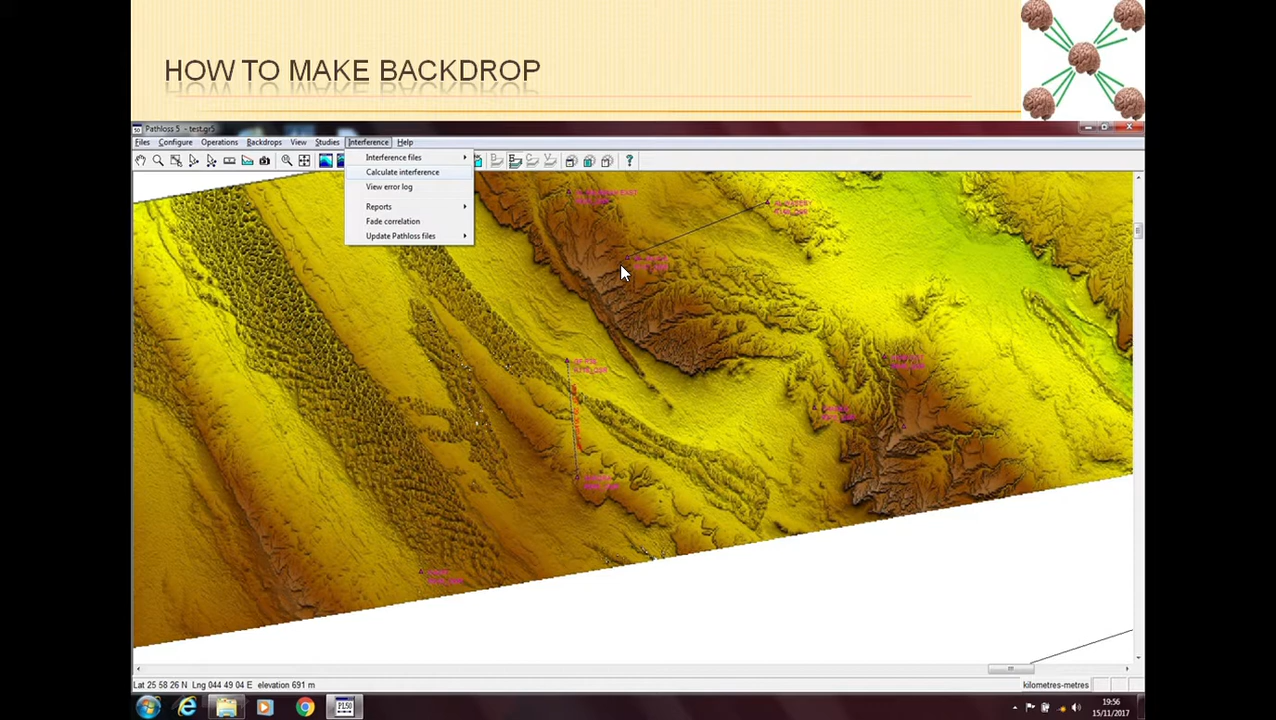 HOW TO MAKE BACKDROP
50 Pathloss 5 - test.gr5
Files Configure Operations Backdrops View Studies Interference Help
Interference files
Calculate interference
View error log
Reports
Fade correlation
Update Pathloss files
Lat 25 58 26 N Lng 044 49 04 E elevation 691 m
kilometres-metres
PL50
19:56
15/11/2017